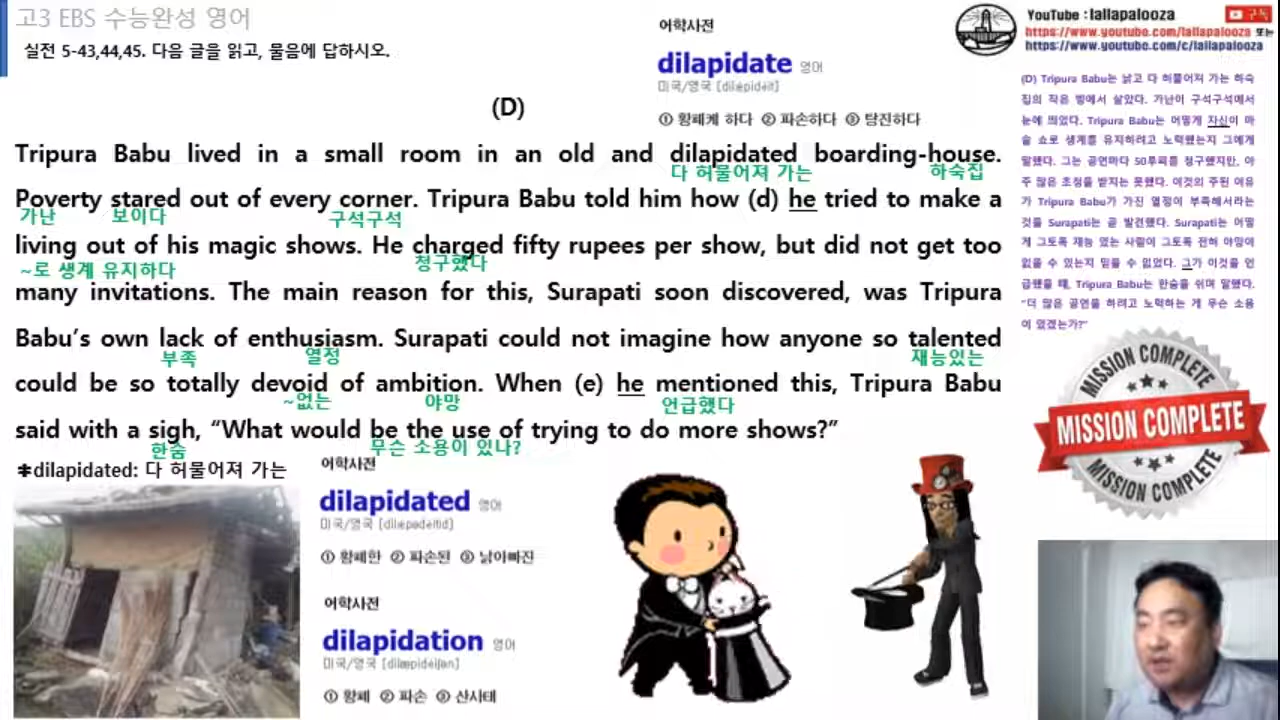 고3 EBS 수능완성 영어
실전 5-43,44,45. 다음 글을 읽고, 물음에 답하시오.
어학사전
dilapidate 영어
미국/영국 [dilæpideit]
① 황폐케 하다 ② 파손하다 ③ 탕진하다
YouTube : lallapalooza
구독
https://www.youtube.com/lallapalooza 또는
https://www.youtube.com/c/lallapalooza
(D)
Tripura Babu lived in a small room in an old and dilapidated boarding-house.
다 허물어져 가는 하숙집
Poverty stared out of every corner. Tripura Babu told him how (d) he tried to make a
가난 보이다 구석구석
living out of his magic shows. He charged fifty rupees per show, but did not get too
~로 생계 유지하다 청구했다
many invitations. The main reason for this, Surapati soon discovered, was Tripura
Babu's own lack of enthusiasm. Surapati could not imagine how anyone so talented
부족 열정 재능있는
could be so totally devoid of ambition. When (e) he mentioned this, Tripura Babu
~없는 야망 언급했다
said with a sigh, “What would be the use of trying to do more shows?”
한숨 무슨 소용이 있나?
✱dilapidated: 다 허물어져 가는
(D) Tripura Babu는 낡고 다 허물어져 가는 하숙
집의 작은 방에서 살았다. 가난이 구석구석에서
눈에 띄었다. Tripura Babu는 어떻게 자신이 마
술 쇼로 생계를 유지하려고 노력했는지 그에게
말했다. 그는 공연마다 50루피를 청구했지만, 아
주 많은 초청을 받지는 못했다. 이것의 주된 이유
가 Tripura Babu가 가진 열정이 부족해서라는
것을 Surapati는 곧 발견했다. Surapati는 어떻
게 그토록 재능 있는 사람이 그토록 전혀 야망이
없을 수 있는지 믿을 수 없었다. 그가 이것을 언
급했을 때, Tripura Babu는 한숨을 쉬며 말했다.
“더 많은 공연을 하려고 노력하는 게 무슨 소용
이 있겠는가?”
MISSION COMPLETE
MISSION COMPLETE
MISSION COMPLETE
어학사전
dilapidated 영어
미국/영국
① 황폐한 ② 파손된 ③ 낡아빠진
어학사전
dilapidation 영어
미국/영국
① 황폐 ② 파손 ③ 산사태